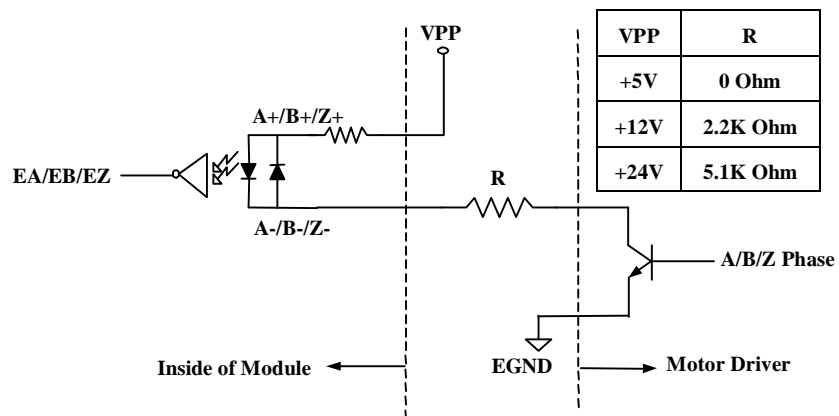 VPP
VPP R
+5V 0 Ohm
+12V 2.2K Ohm
+24V 5.1K Ohm
A+/B+/Z+
EA/EB/EZ
R
A-/B-/Z-
A/B/Z Phase
EGND
Inside of Module
Motor Driver